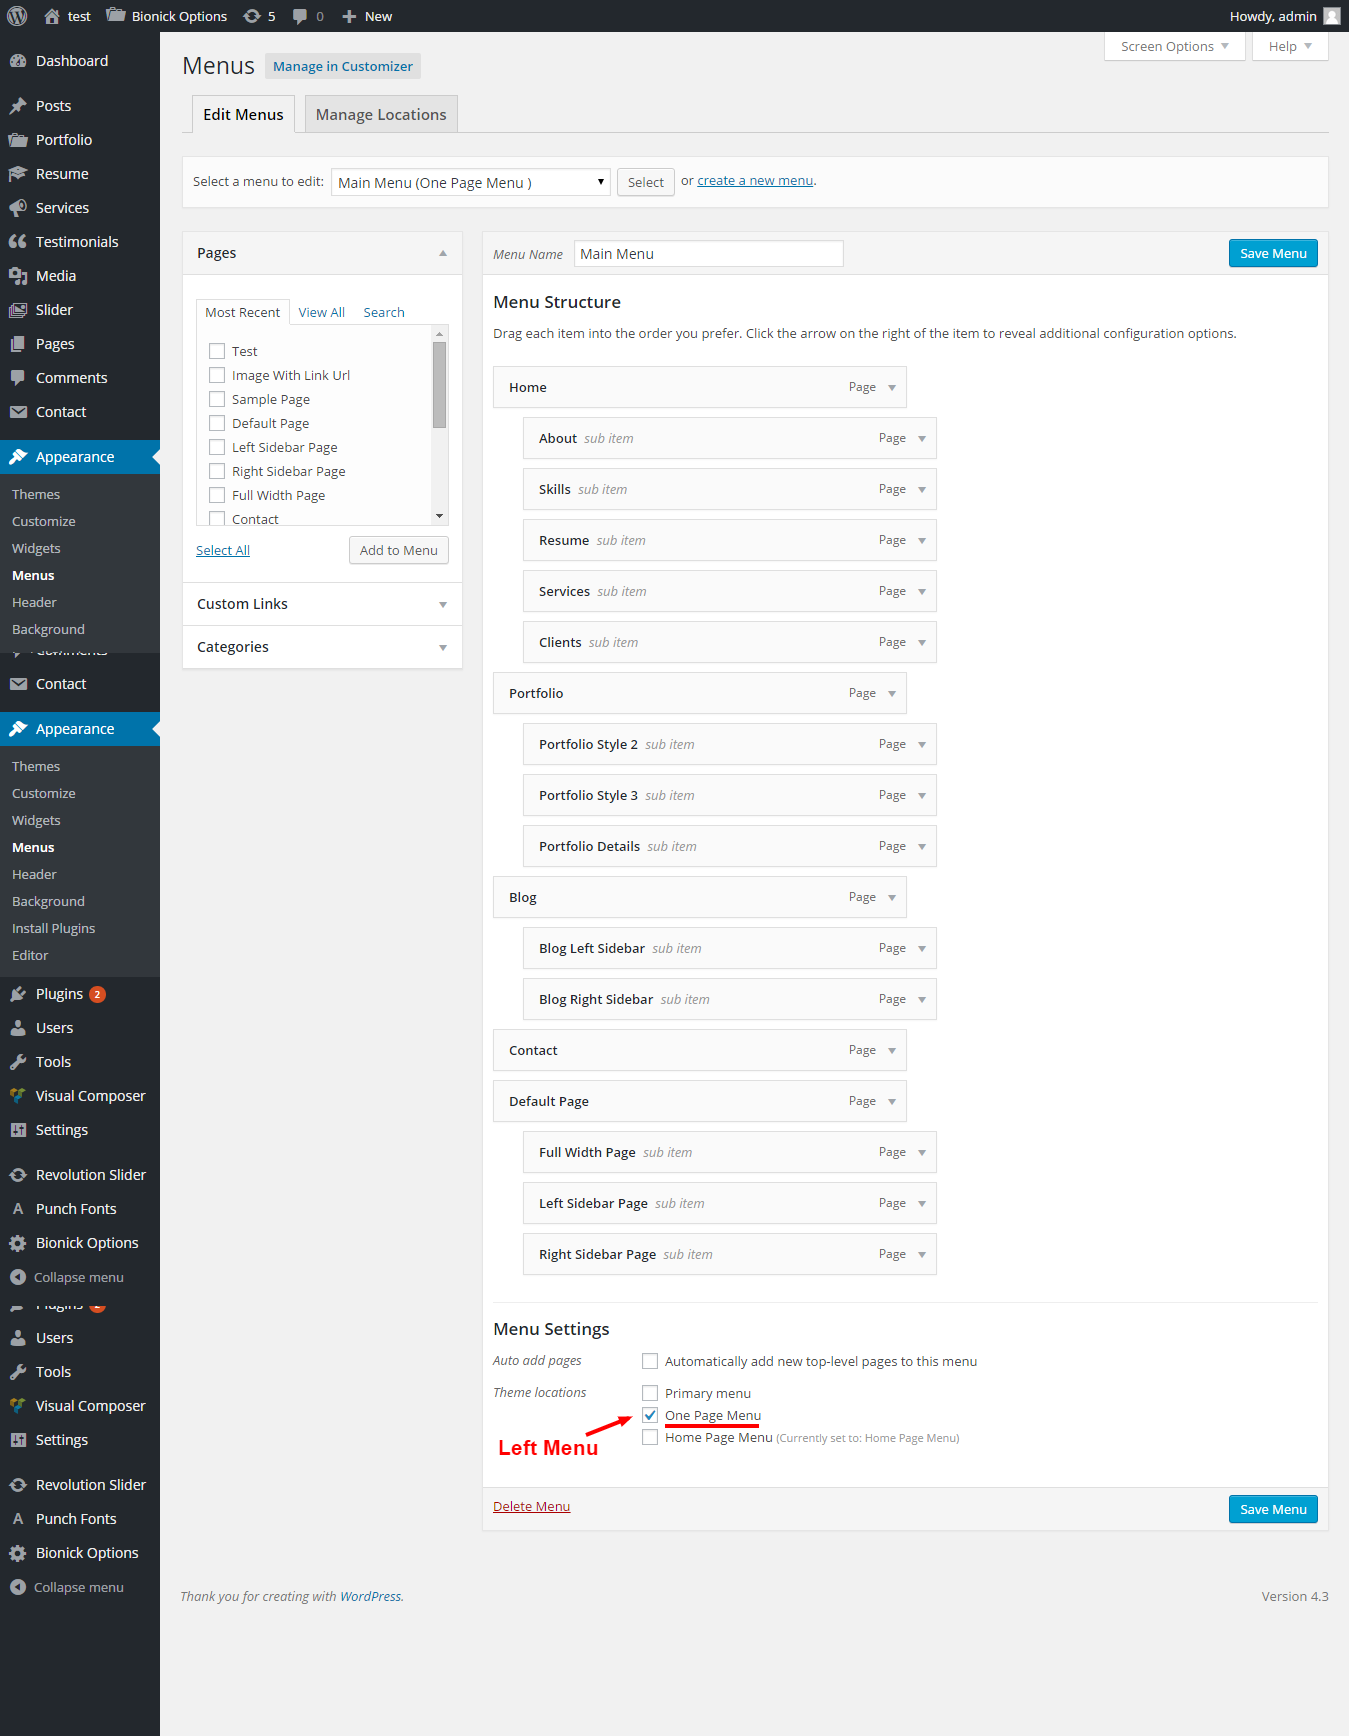 test Bionick Options 5 0 New Howdy, admin
Screen Options Help
Dashboard
Posts
Portfolio
Resume
Services
Testimonials
Media
Slider
Pages
Comments
Contact
Appearance
Themes
Customize
Widgets
Menus
Header
Background
Comments
Contact
Appearance
Themes
Customize
Widgets
Menus
Header
Background
Install Plugins
Editor
Plugins 2
Users
Tools
Visual Composer
Settings
Revolution Slider
Punch Fonts
Bionick Options
Collapse menu
Plugins 2
Users
Tools
Visual Composer
Settings
Revolution Slider
Punch Fonts
Bionick Options
Collapse menu
Menus Manage in Customizer
Edit Menus Manage Locations
Select a menu to edit: Main Menu (One Page Menu ) Select or create a new menu.
Pages
Most Recent View All Search
Test
Image With Link Url
Sample Page
Default Page
Left Sidebar Page
Right Sidebar Page
Full Width Page
Contact
Select All Add to Menu
Custom Links
Categories
Menu Name Main Menu Save Menu
Menu Structure
Drag each item into the order you prefer. Click the arrow on the right of the item to reveal additional configuration options.
Home Page
About sub item Page
Skills sub item Page
Resume sub item Page
Services sub item Page
Clients sub item Page
Portfolio Page
Portfolio Style 2 sub item Page
Portfolio Style 3 sub item Page
Portfolio Details sub item Page
Blog Page
Blog Left Sidebar sub item Page
Blog Right Sidebar sub item Page
Contact Page
Default Page Page
Full Width Page sub item Page
Left Sidebar Page sub item Page
Right Sidebar Page sub item Page
Menu Settings
Auto add pages Automatically add new top-level pages to this menu
Theme locations Primary menu
One Page Menu
Left Menu
Home Page Menu (Currently set to: Home Page Menu)
Delete Menu Save Menu
Thank you for creating with WordPress. Version 4.3